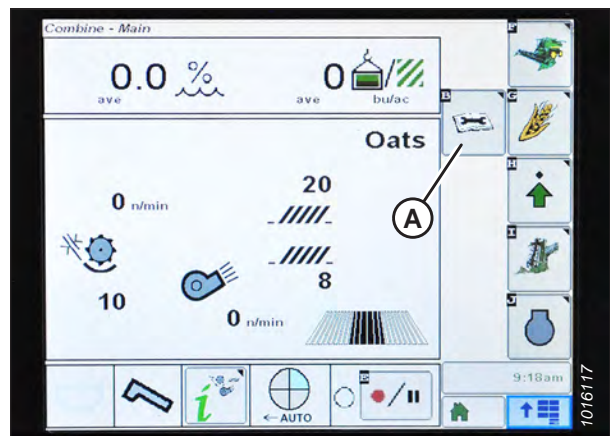 Combine - Main
0.0 %
ave
0 /
ave bu/ac
Oats
0 n/min
20
10
8
0 n/min
A
B
F
G
H
I
J
i
← AUTO
E
/ıı
9:18am
1016117